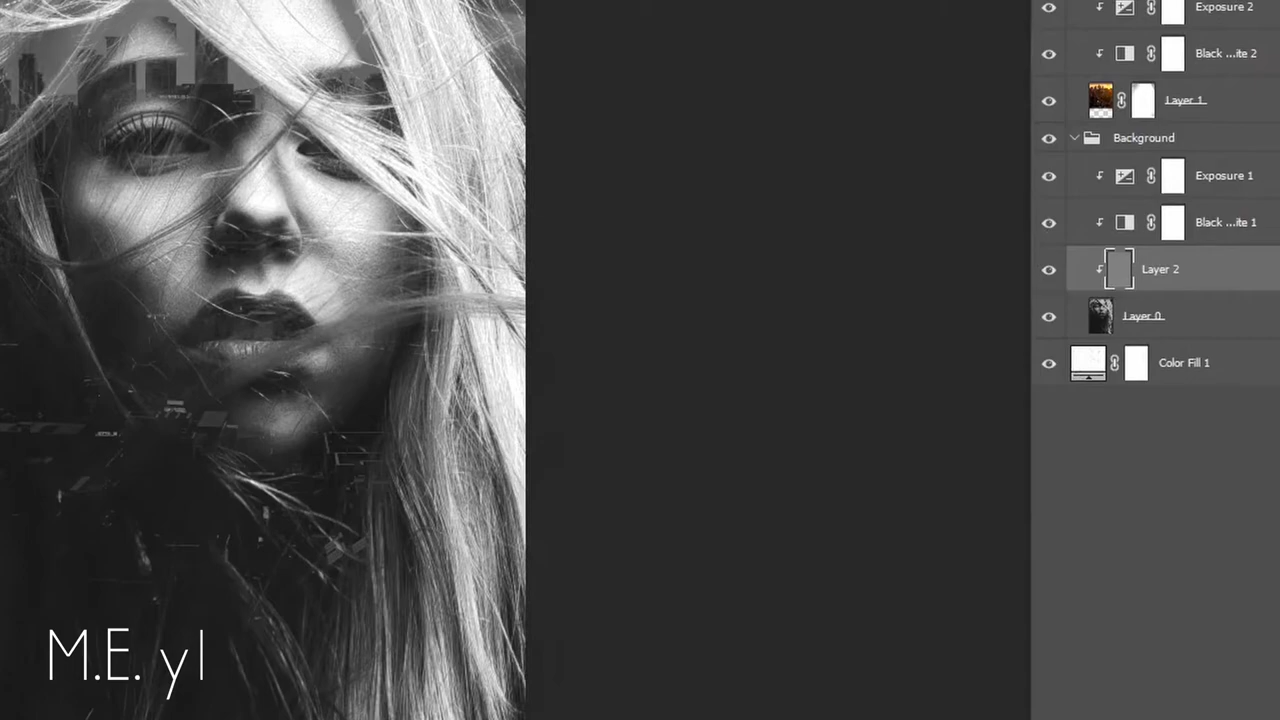 Exposure 2
Black ...ite 2
Layer 1
Background
Exposure 1
Black ...ite 1
Layer 2
Layer 0
Color Fill 1
M.E. yl